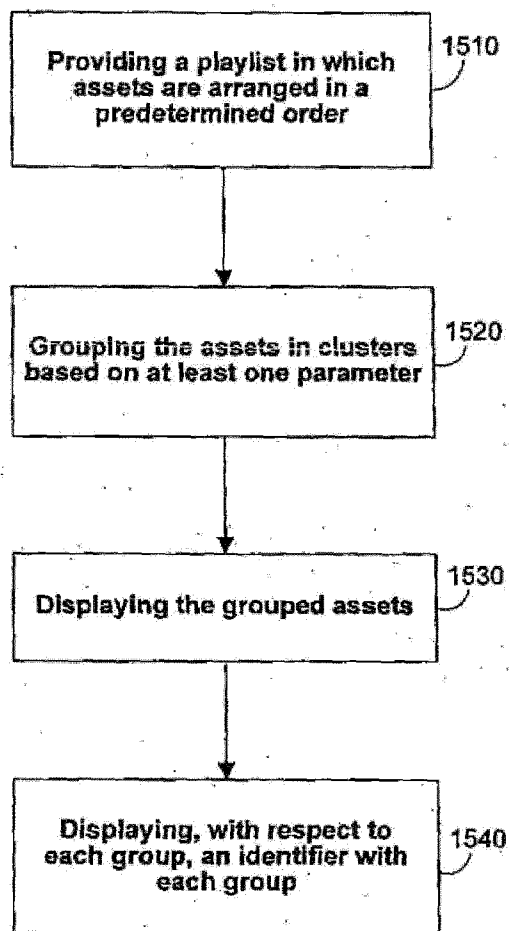 Providing a playlist in which
assets are arranged in a
predetermined order
1510
Grouping the assets in clusters
based on at least one parameter
1520
Displaying the grouped assets
1530
Displaying, with respect to
each group, an identifier with
each group
1540